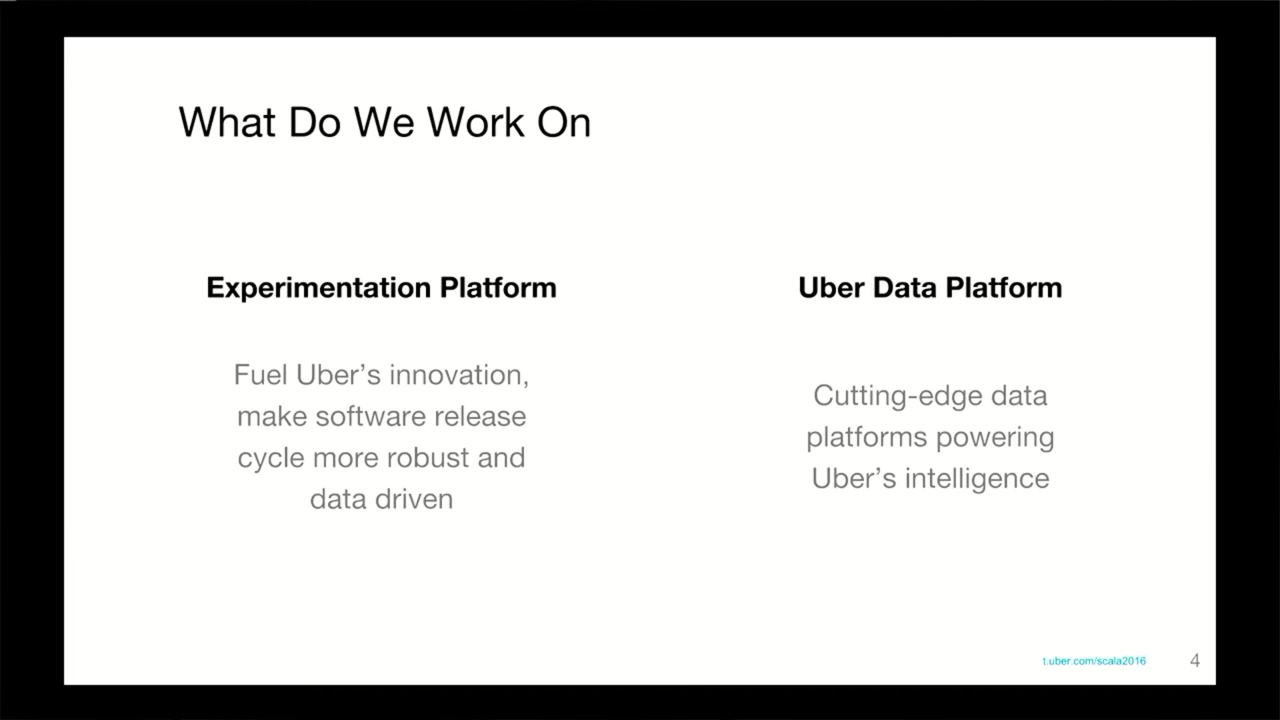 What Do We Work On
Experimentation Platform
Fuel Uber’s innovation,
make software release
cycle more robust and
data driven
Uber Data Platform
Cutting-edge data
platforms powering
Uber’s intelligence
t.uber.com/scala2016
4